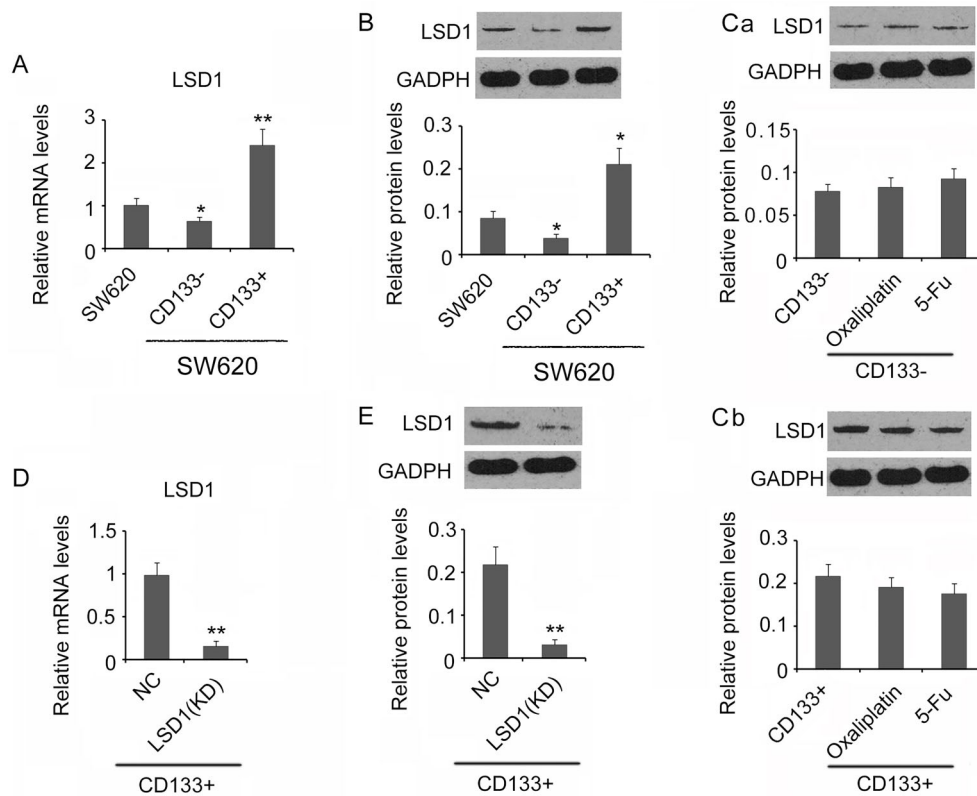 A
LSD1
Relative mRNA levels
3
2
1
0
**
*
SW620
CD133-
CD133+
SW620
B
LSD1
GADPH
Relative protein levels
0.3
0.2
0.1
0
*
*
SW620
CD133-
CD133+
SW620
Ca
LSD1
GADPH
Relative protein levels
0.15
0.1
0.05
0
CD133-
Oxaliplatin
5-Fu
CD133-
D
LSD1
Relative mRNA levels
1.5
1
0.5
0
**
NC
LSD1(KD)
CD133+
E
LSD1
GADPH
Relative protein levels
0.3
0.2
0.1
0
**
NC
LSD1(KD)
CD133+
Cb
LSD1
GADPH
Relative protein levels
0.3
0.2
0.1
0
CD133+
Oxaliplatin
5-Fu
CD133+